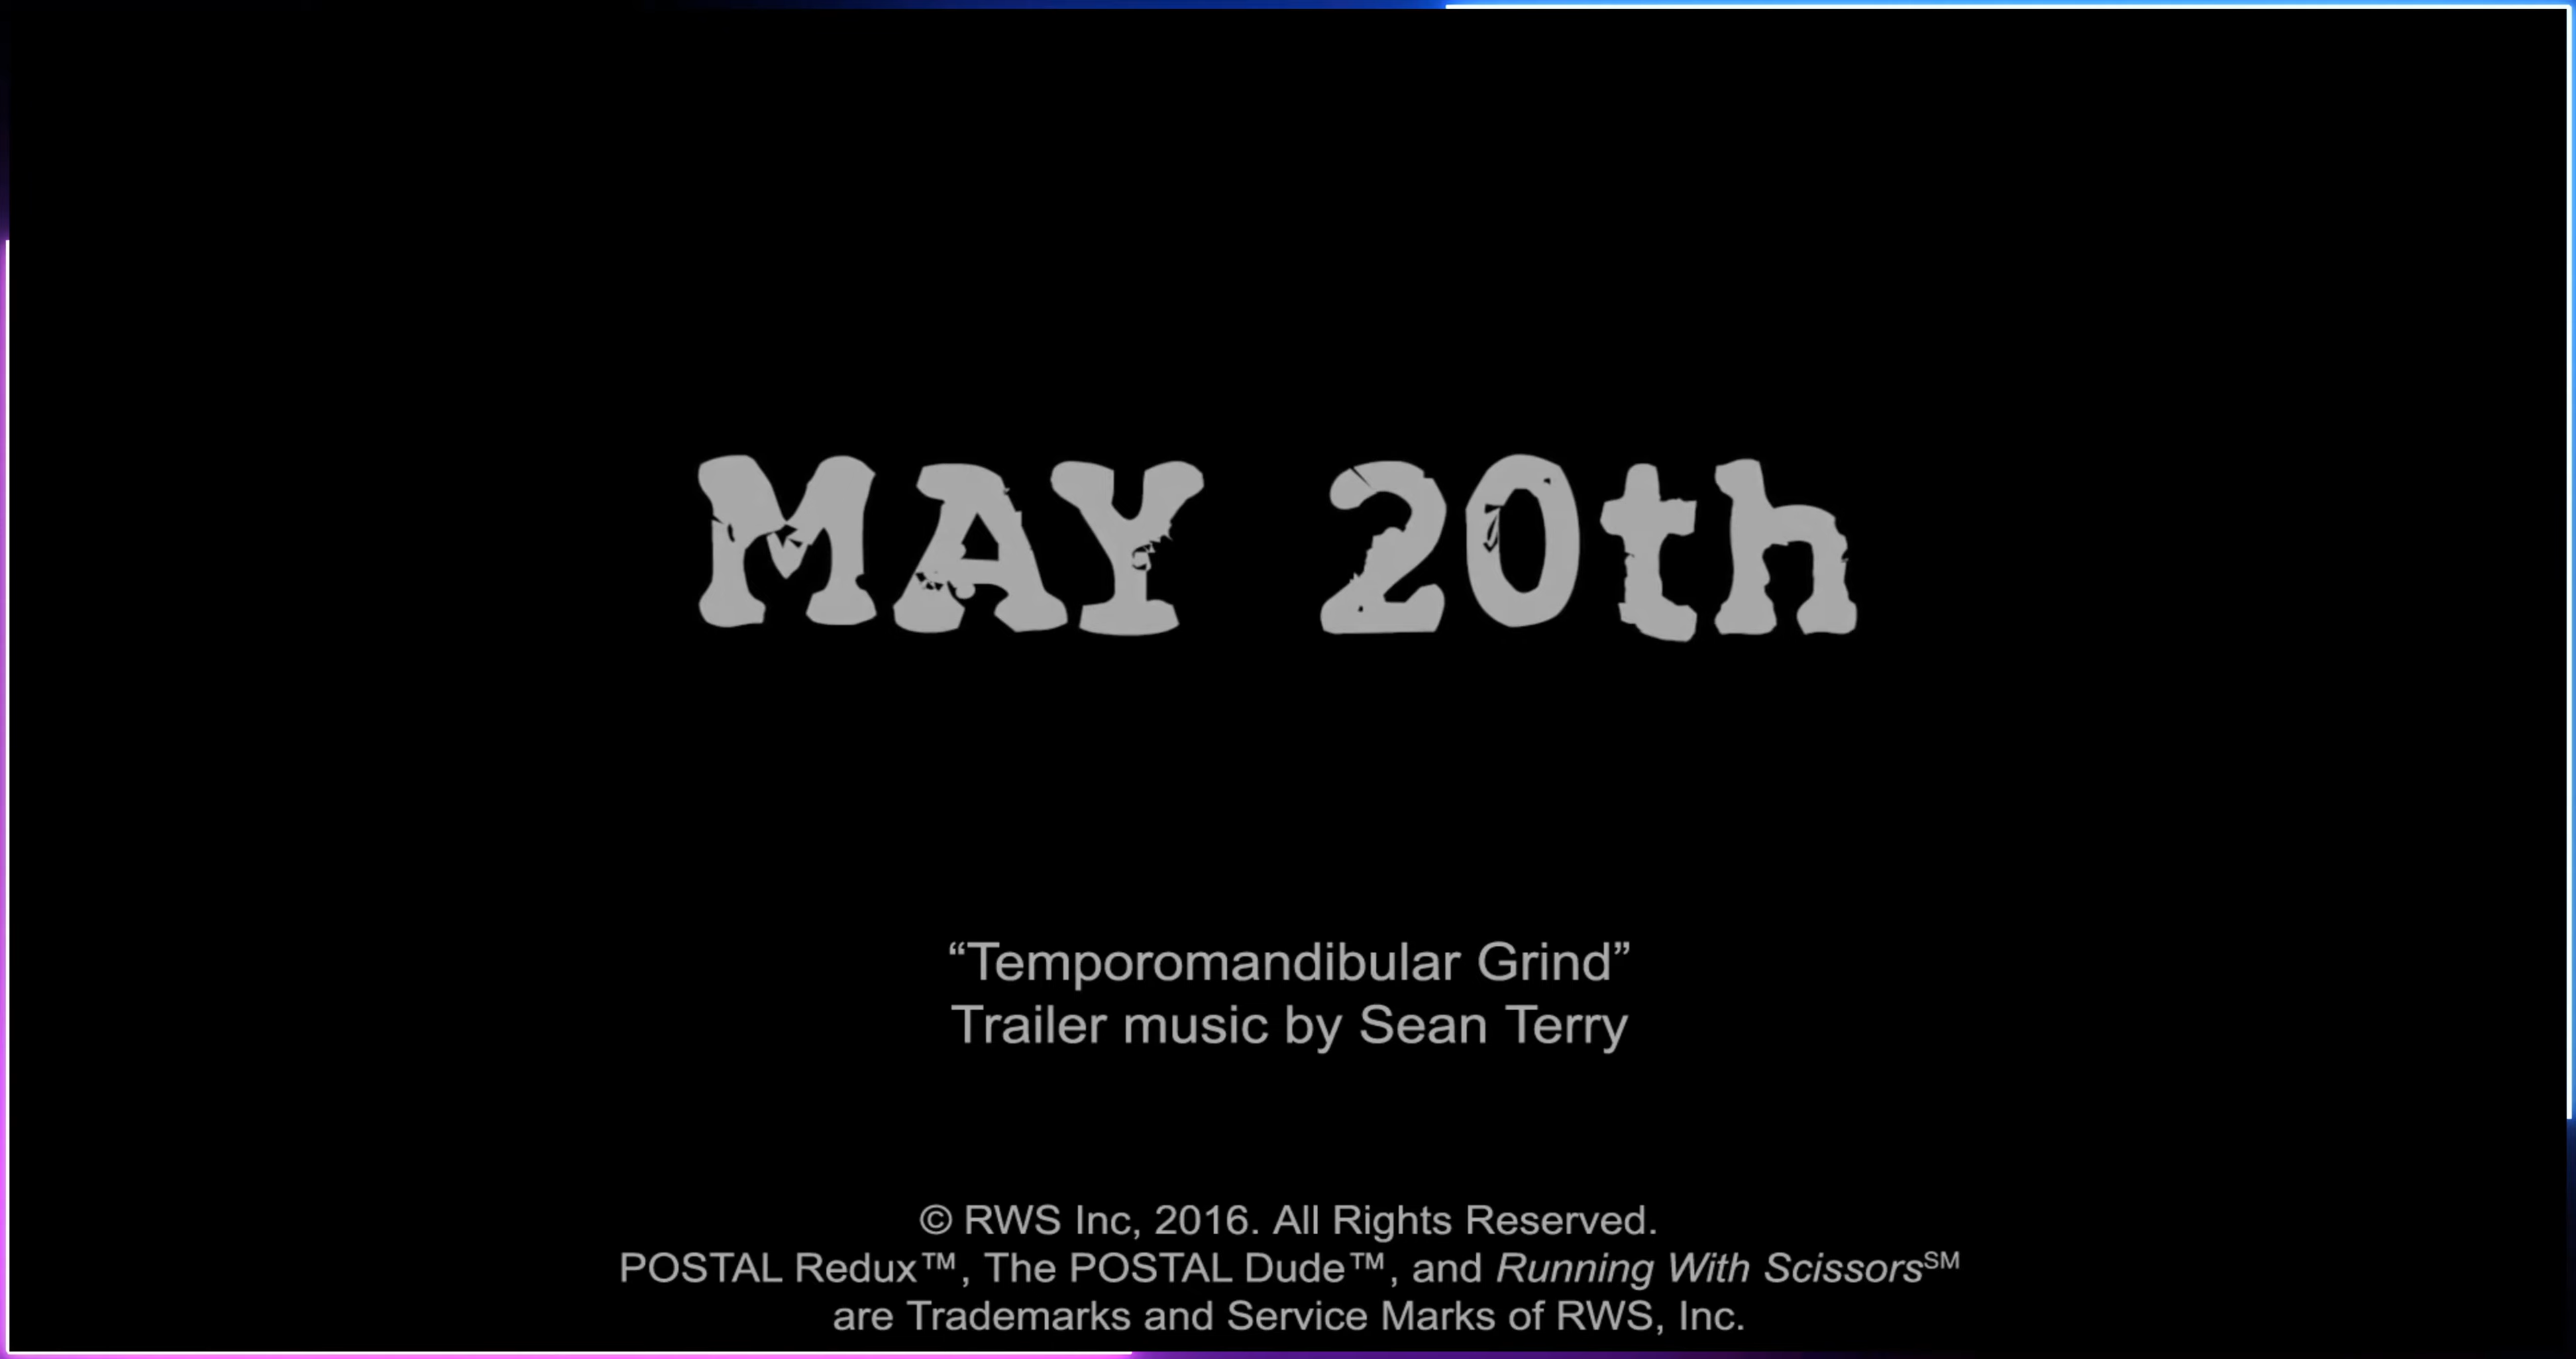 MAY 20th
“Temporomandibular Grind”
Trailer music by Sean Terry
© RWS Inc, 2016. All Rights Reserved.
POSTAL Redux™, The POSTAL Dude™, and Running With Scissors℠
are Trademarks and Service Marks of RWS, Inc.